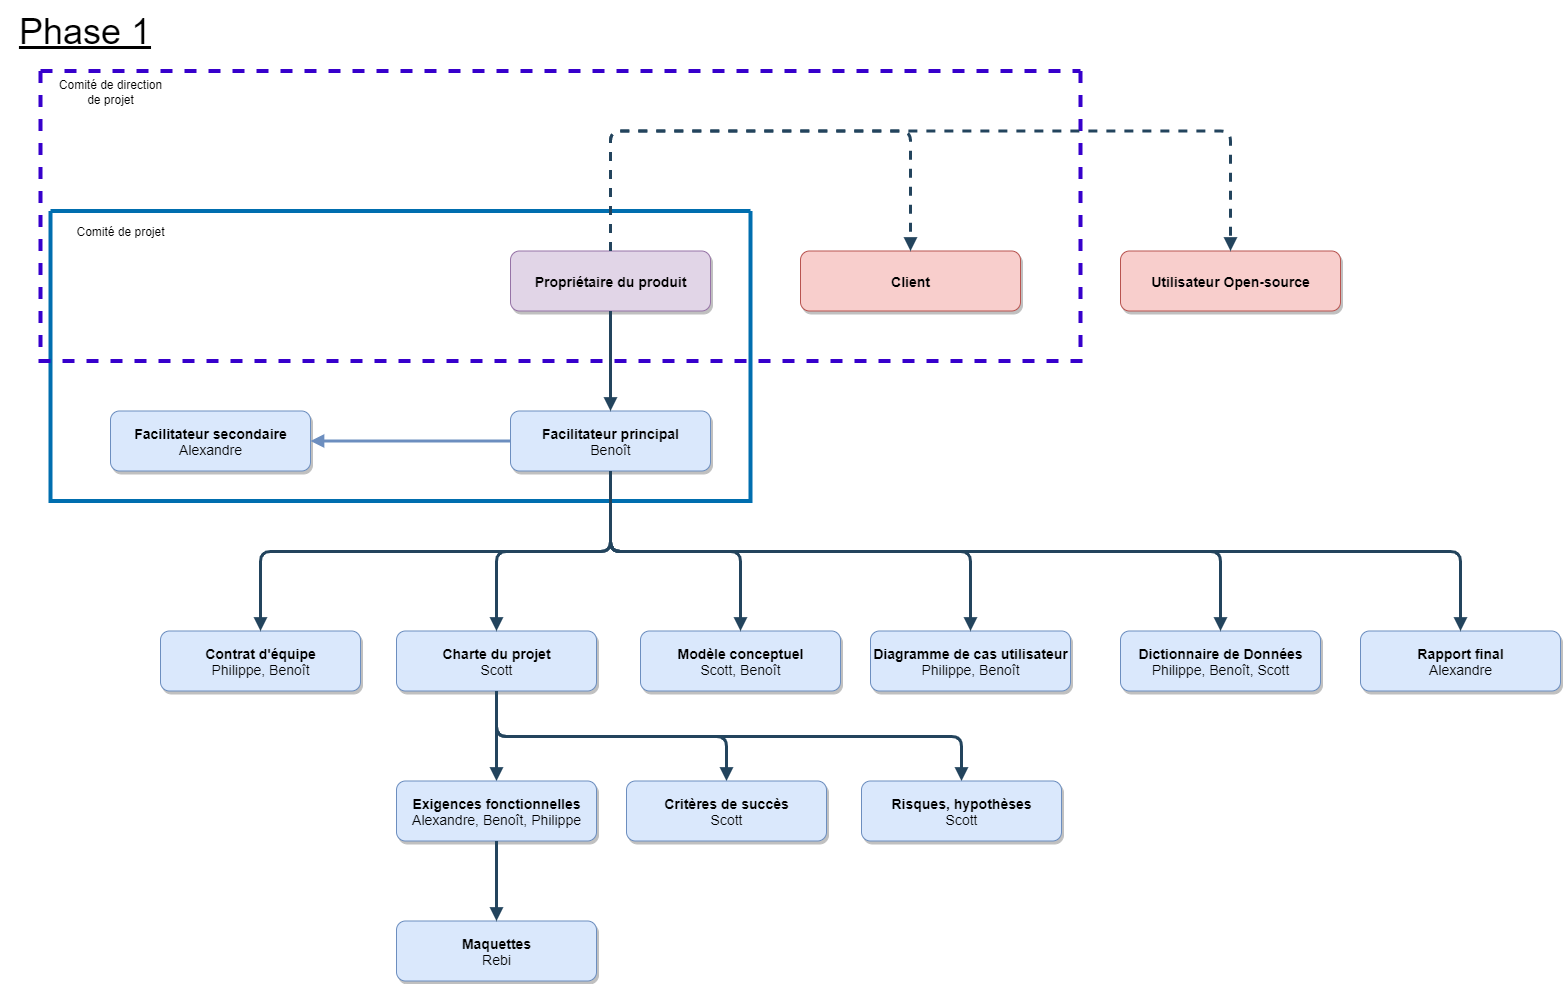 Phase 1
Comité de direction
de projet
Comité de projet
Propriétaire du produit
Client
Utilisateur Open-source
Facilitateur secondaire
Alexandre
Facilitateur principal
Benoît
Contrat d'équipe
Philippe, Benoît
Charte du projet
Scott
Modèle conceptuel
Scott, Benoît
Diagramme de cas utilisateur
Philippe, Benoît
Dictionnaire de Données
Philippe, Benoît, Scott
Rapport final
Alexandre
Exigences fonctionnelles
Alexandre, Benoît, Philippe
Critères de succès
Scott
Risques, hypothèses
Scott
Maquettes
Rebi